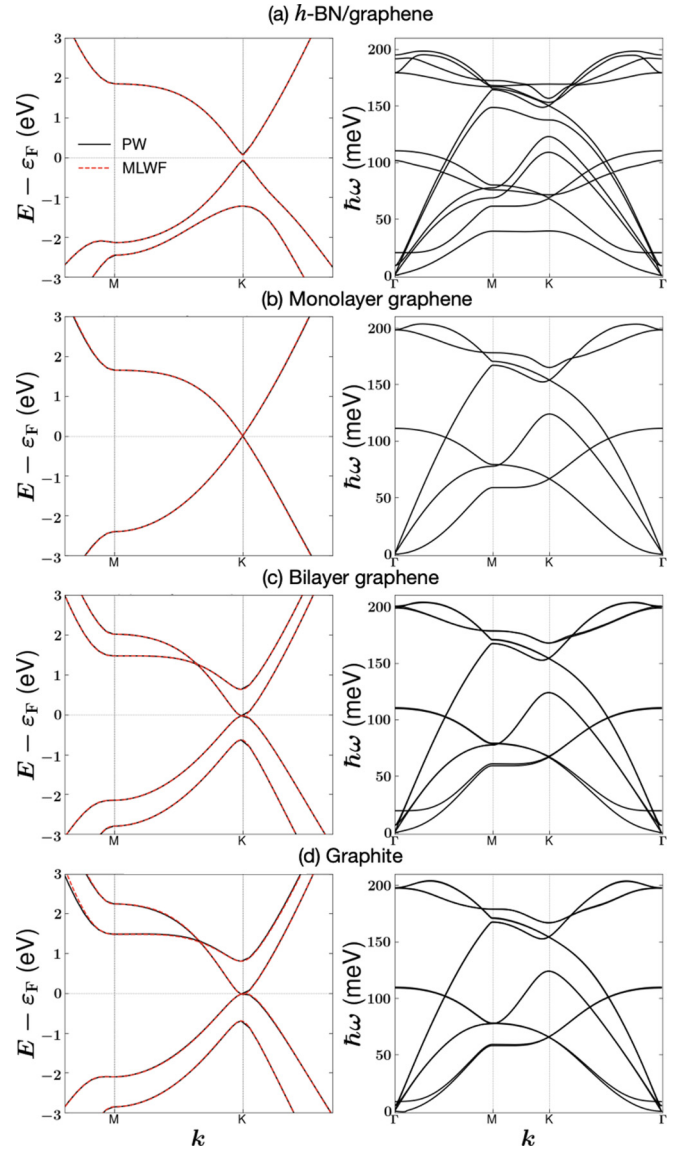 (a) h-BN/graphene
E − εF (eV)
3
2
1
0
−1
−2
−3
PW
MLWF
M
K
ħω (meV)
200
150
100
50
0
Γ
M
K
Γ
(b) Monolayer graphene
E − εF (eV)
3
2
1
0
−1
−2
−3
M
K
ħω (meV)
200
150
100
50
0
Γ
M
K
Γ
(c) Bilayer graphene
E − εF (eV)
3
2
1
0
−1
−2
−3
M
K
ħω (meV)
200
150
100
50
0
Γ
M
K
Γ
(d) Graphite
E − εF (eV)
3
2
1
0
−1
−2
−3
M
K
k
ħω (meV)
200
150
100
50
0
Γ
M
K
Γ
k